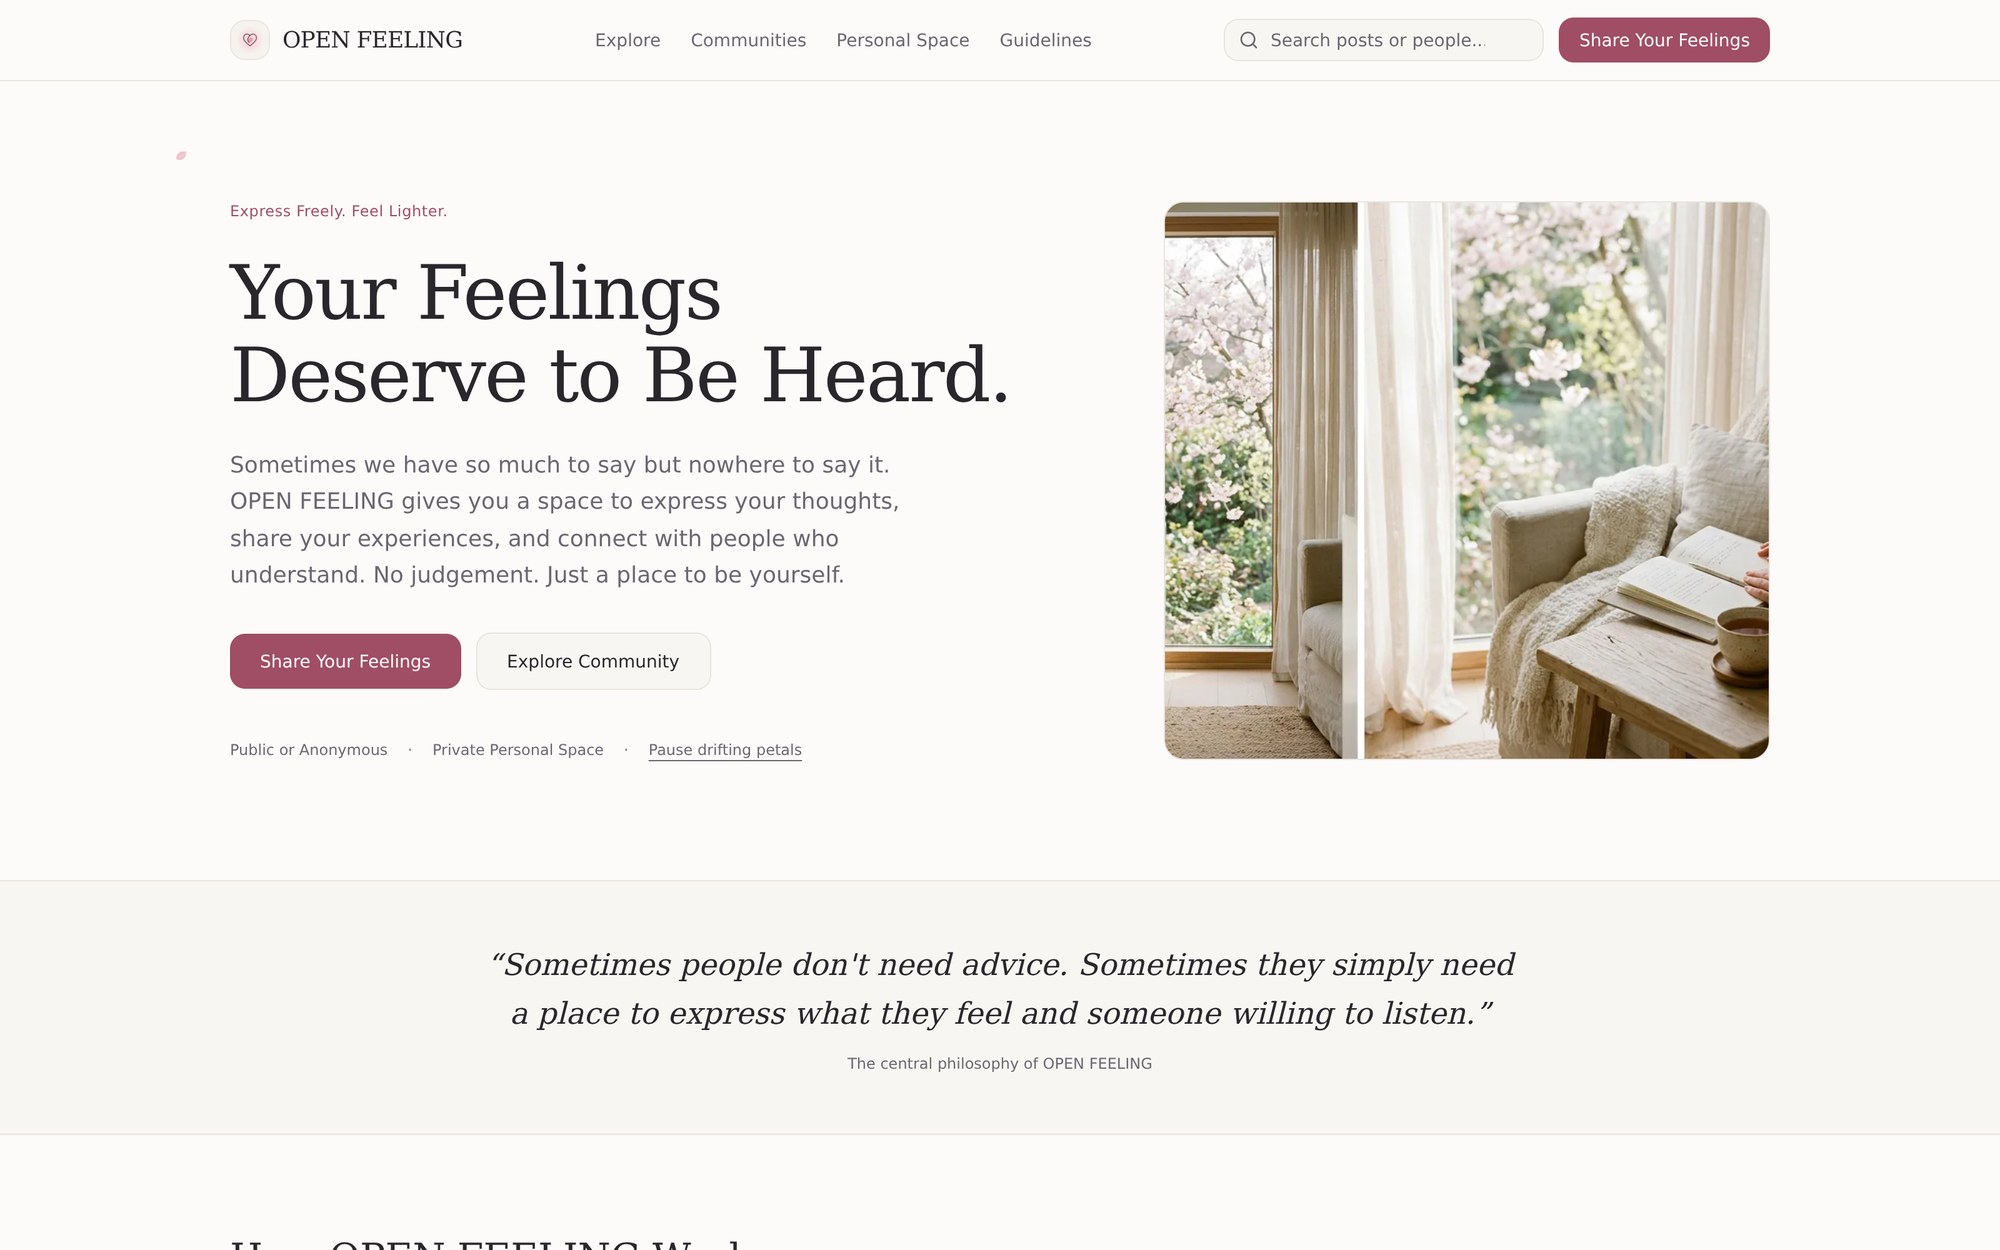 OPEN FEELING
Explore
Communities
Personal Space
Guidelines
Search posts or people...
Share Your Feelings
Express Freely. Feel Lighter.
Your Feelings
Deserve to Be Heard.
Sometimes we have so much to say but nowhere to say it.
OPEN FEELING gives you a space to express your thoughts,
share your experiences, and connect with people who
understand. No judgement. Just a place to be yourself.
Share Your Feelings
Explore Community
Public or Anonymous · Private Personal Space · Pause drifting petals
“Sometimes people don't need advice. Sometimes they simply need
a place to express what they feel and someone willing to listen.”
The central philosophy of OPEN FEELING